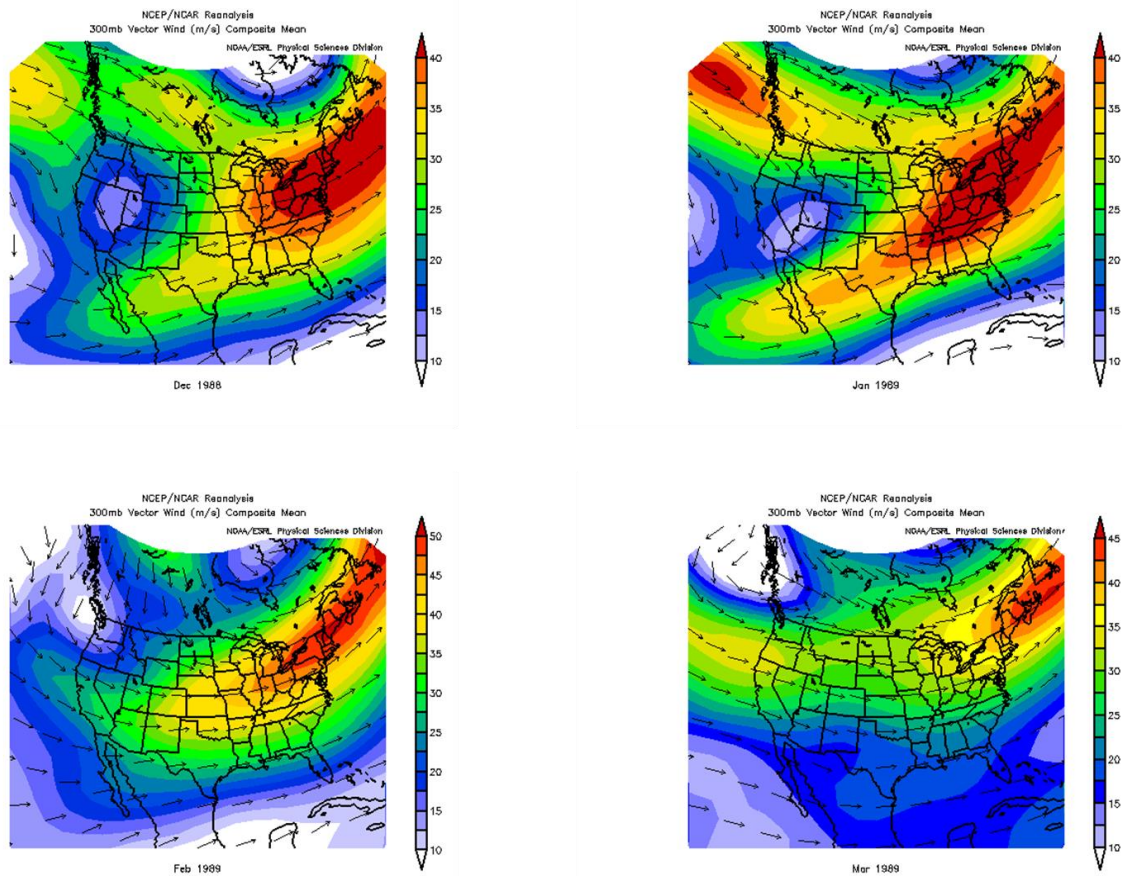 NCEP/NCAR Reanalysis
300mb Vector Wind (m/s) Composite Mean
NOAA/ESRL Physical Sciences Division
40
35
30
25
20
15
10
Dec 1988
NCEP/NCAR Reanalysis
300mb Vector Wind (m/s) Composite Mean
NOAA/ESRL Physical Sciences Division
40
35
30
25
20
15
10
Jan 1989
NCEP/NCAR Reanalysis
300mb Vector Wind (m/s) Composite Mean
NOAA/ESRL Physical Sciences Division
50
45
40
35
30
25
20
15
10
Feb 1989
NCEP/NCAR Reanalysis
300mb Vector Wind (m/s) Composite Mean
NOAA/ESRL Physical Sciences Division
45
40
35
30
25
20
15
10
Mar 1989